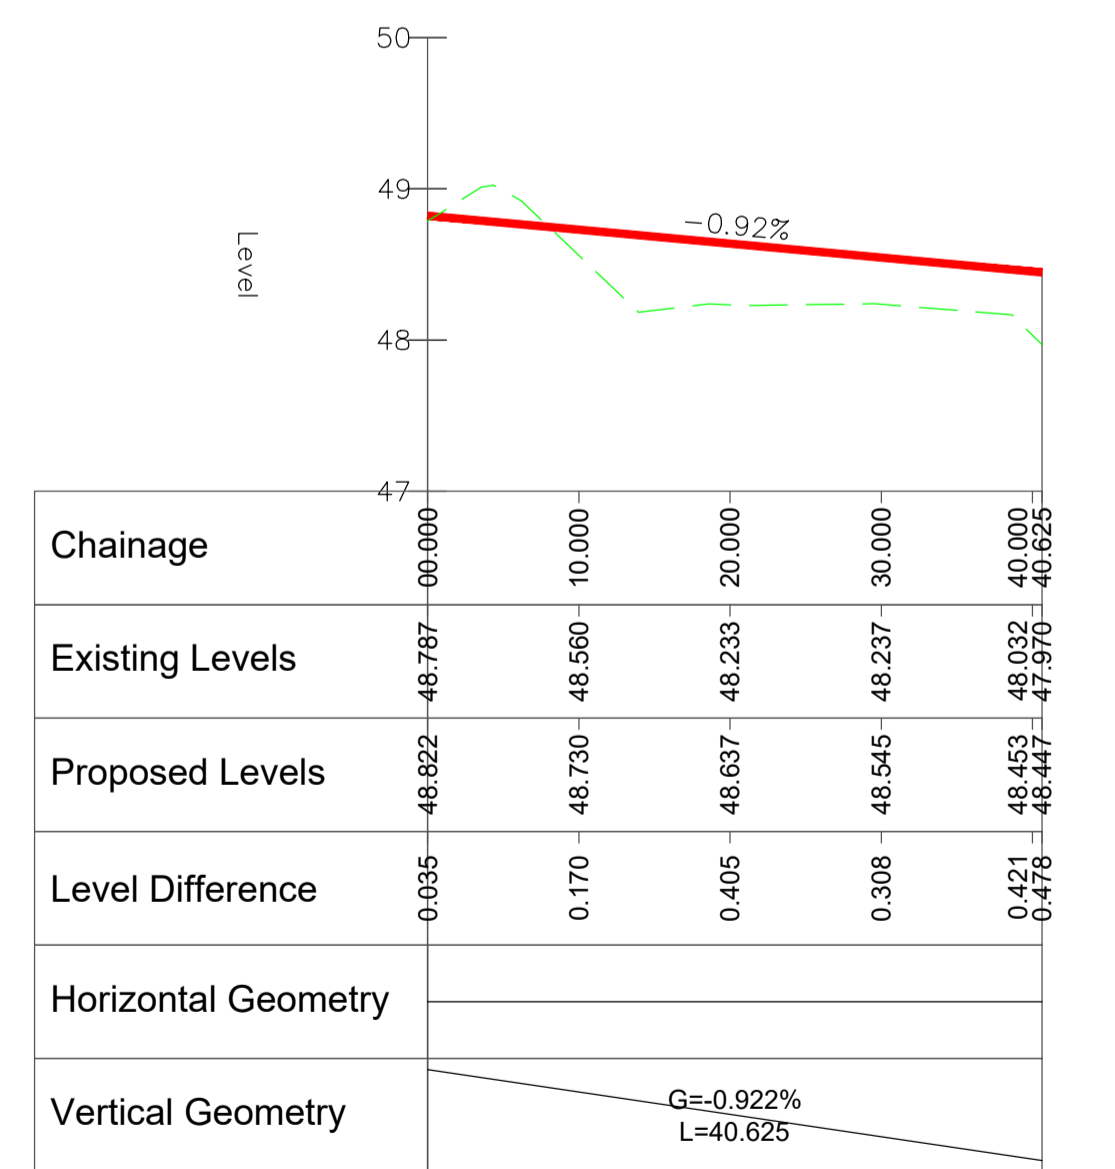 50
49
-0.92%
Level
48
47
Chainage 00.000 10.000 20.000 30.000 40.000 40.625
Existing Levels 48.787 48.560 48.233 48.237 48.032 47.970
Proposed Levels 48.822 48.730 48.637 48.545 48.453 48.447
Level Difference 0.035 0.170 0.405 0.308 0.421 0.478
Horizontal Geometry
Vertical Geometry
G=-0.922%
L=40.625